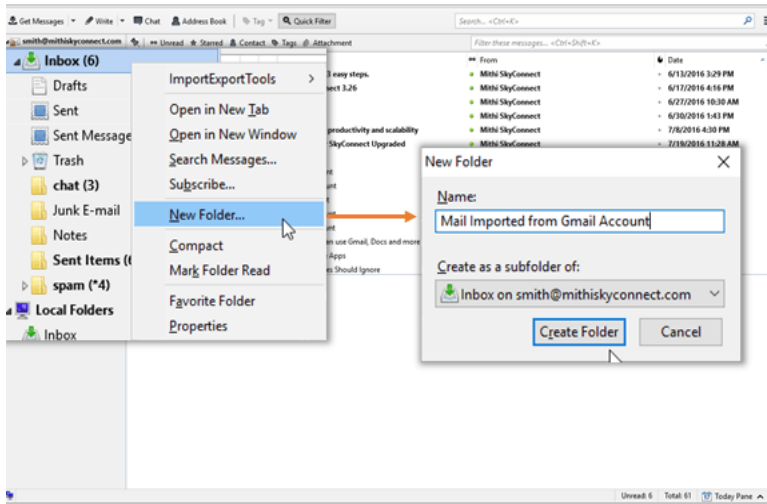 Get Messages Write Chat Address Book Tag Quick Filter Search... <Ctrl+K>
smith@mithiskyconnect.com Unread Starred Contact Tags Attachment Filter these messages... <Ctrl+Shift+K>
From Date
3 easy steps. Mithi SkyConnect 6/13/2016 3:29 PM
nect 3.26 Mithi SkyConnect 6/17/2016 4:16 PM
Mithi SkyConnect 6/27/2016 10:30 AM
Mithi SkyConnect 6/30/2016 1:43 PM
productivity and scalability Mithi SkyConnect 7/8/2016 4:30 PM
SkyConnect Upgraded Mithi SkyConnect 7/19/2016 11:28 AM
an use Gmail, Docs and more
Apps
es Should Ignore
Inbox (6)
Drafts
Sent
Sent Message
Trash
chat (3)
Junk E-mail
Notes
Sent Items (6
spam (*4)
Local Folders
Inbox
ImportExportTools
Open in New Tab
Open in New Window
Search Messages...
Subscribe...
New Folder...
Compact
Mark Folder Read
Favorite Folder
Properties
New Folder
Name:
Mail Imported from Gmail Account
Create as a subfolder of:
Inbox on smith@mithiskyconnect.com
Create Folder Cancel
Unread: 6 Total: 61 Today Pane